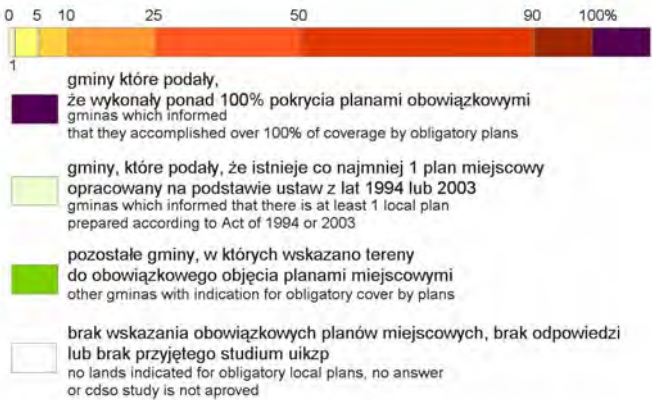 0 5 10 25 50 90 100%
1
gminy które podały,
że wykonały ponad 100% pokrycia planami obowiązkowymi
gminas which informed
that they accomplished over 100% of coverage by obligatory plans
gminy, które podały, że istnieje co najmniej 1 plan miejscowy
opracowany na podstawie ustaw z lat 1994 lub 2003
gminas which informed that there is at least 1 local plan
prepared according to Act of 1994 or 2003
pozostałe gminy, w których wskazano tereny
do obowiązkowego objęcia planami miejscowymi
other gminas with indication for obligatory cover by plans
brak wskazania obowiązkowych planów miejscowych, brak odpowiedzi
lub brak przyjętego studium uikzp
no lands indicated for obligatory local plans, no answer
or cdso study is not aproved